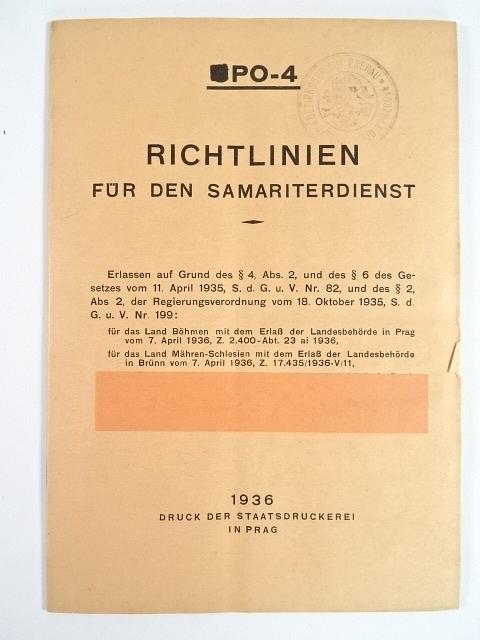 PO-4
RICHTLINIEN
FÜR DEN SAMARITERDIENST
Erlassen auf Grund des § 4, Abs. 2, und des § 6 des Ge-
setzes vom 11. April 1935, S. d. G. u. V. Nr. 82, und des § 2,
Abs 2, der Regierungsverordnung vom 18. Oktober 1935, S. d.
G. u. V. Nr. 199:
für das Land Böhmen mit dem Erlaß der Landesbehörde in Prag
vom 7. April 1936, Z. 2.400-Abt. 23 ai 1936,
für das Land Mähren-Schlesien mit dem Erlaß der Landesbehörde
in Brünn vom 7. April 1936, Z. 17.435/1936-V/11,
1936
DRUCK DER STAATSDRUCKEREI
IN PRAG